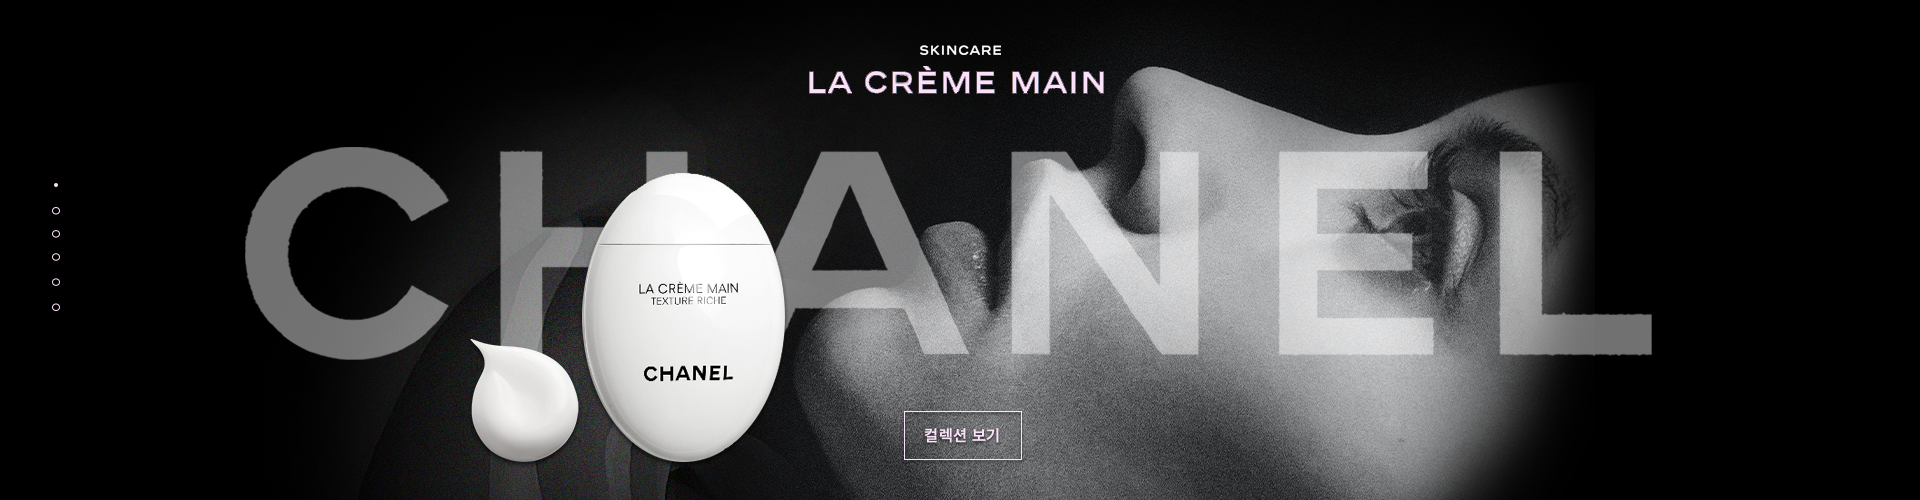 SKINCARE
LA CRÈME MAIN
CHANEL
LA CRÈME MAIN
TEXTURE RICHE
CHANEL
컬렉션 보기